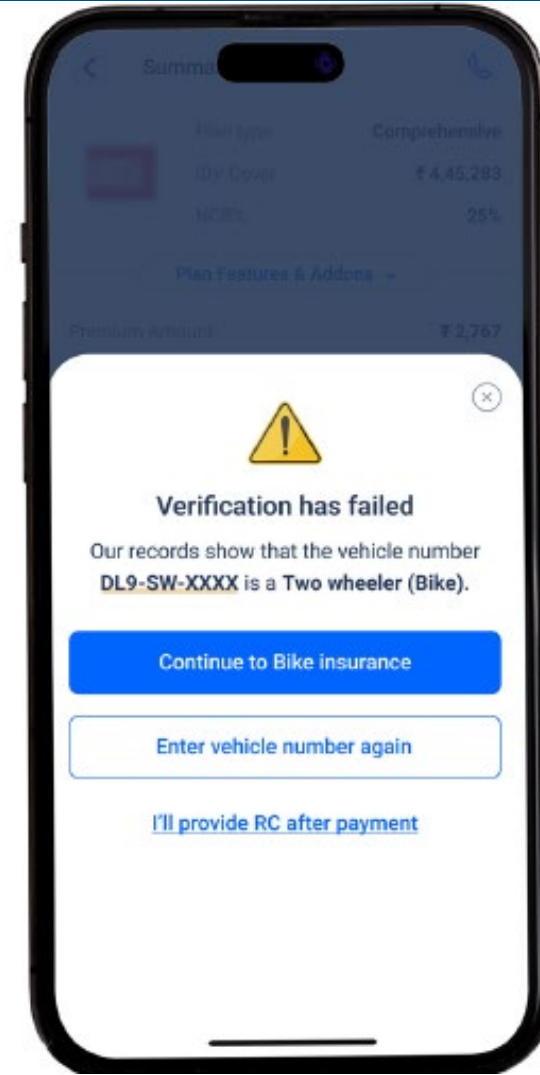 Summa
Plan type Comprehensive
IDV Cover ₹ 4,45,283
NCB% 25%
Plan Features & Addons
Premium Amount ₹ 2,767
Verification has failed
Our records show that the vehicle number
DL9-SW-XXXX is a Two wheeler (Bike).
Continue to Bike insurance
Enter vehicle number again
I'll provide RC after payment